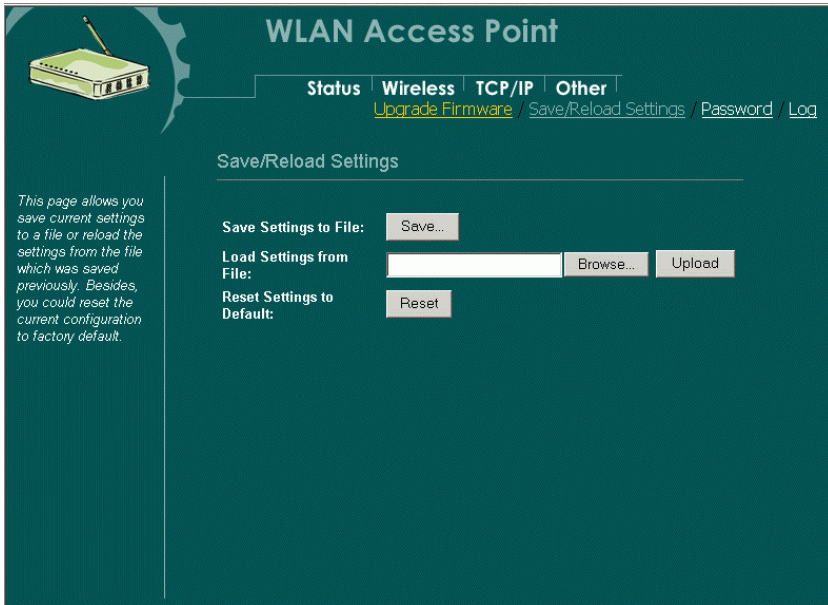 WLAN Access Point
Status Wireless TCP/IP Other
Upgrade Firmware / Save/Reload Settings / Password / Log
Save/Reload Settings
This page allows you
save current settings
to a file or reload the
settings from the file
which was saved
previously. Besides,
you could reset the
current configuration
to factory default.
Save Settings to File: Save...
Load Settings from
File: Browse... Upload
Reset Settings to
Default: Reset